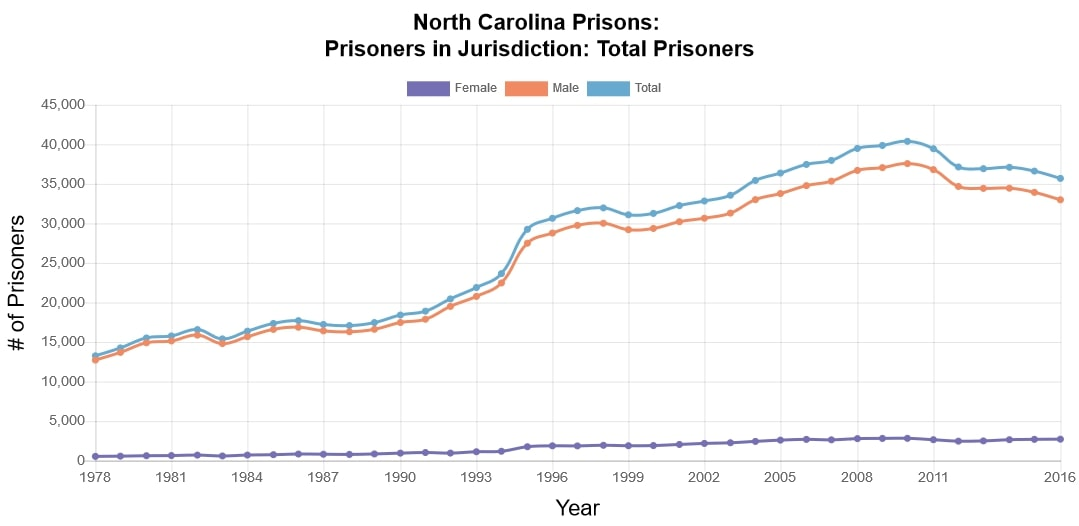 North Carolina Prisons:
Prisoners in Jurisdiction: Total Prisoners
Female Male Total
45,000
40,000
35,000
30,000
25,000
20,000
15,000
10,000
5,000
0
# of Prisoners
1978 1981 1984 1987 1990 1993 1996 1999 2002 2005 2008 2011 2016
Year